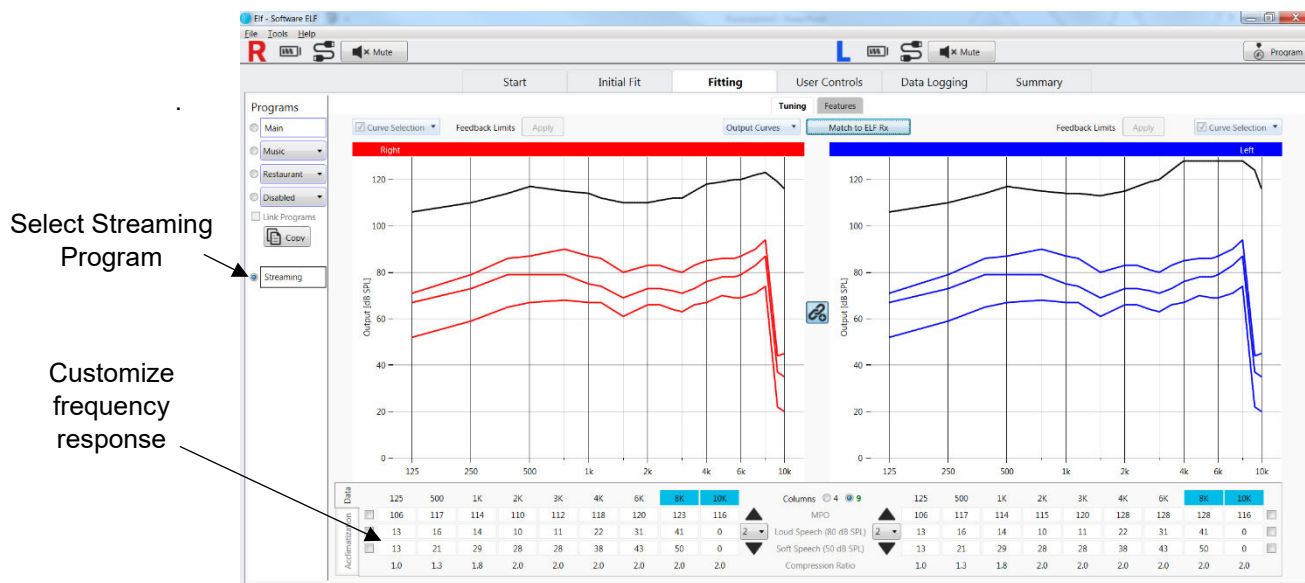 Elf - Software ELF
File Tools Help
R Mute L Mute Program
Start Initial Fit Fitting User Controls Data Logging Summary
Programs
Tuning Features
.
Main
Curve Selection Feedback Limits Apply Output Curves Match to ELF Rx Feedback Limits Apply Curve Selection
Music
Right Left
Restaurant
Disabled
Link Programs
Copy
Select Streaming
Program
Streaming
Output [dB SPL]
120
100
80
60
40
20
0
125 250 500 1k 2k 4k 6k 10k
Output [dB SPL]
120
100
80
60
40
20
0
125 250 500 1k 2k 4k 6k 10k
Customize
frequency
response
Data
Acclimatization
125 500 1K 2K 3K 4K 6K 8K 10K Columns 4 9 125 500 1K 2K 3K 4K 6K 8K 10K
106 117 114 110 112 118 120 123 116 MPO 106 117 114 115 120 128 128 128 116
13 16 14 10 11 22 31 41 0 2 Loud Speech (80 dB SPL) 2 13 16 14 10 11 22 31 41 0
13 21 29 28 28 38 43 50 0 Soft Speech (50 dB SPL) 13 21 29 28 28 38 43 50 0
1.0 1.3 1.8 2.0 2.0 2.0 2.0 2.0 2.0 Compression Ratio 1.0 1.3 1.8 2.0 2.0 2.0 2.0 2.0 2.0